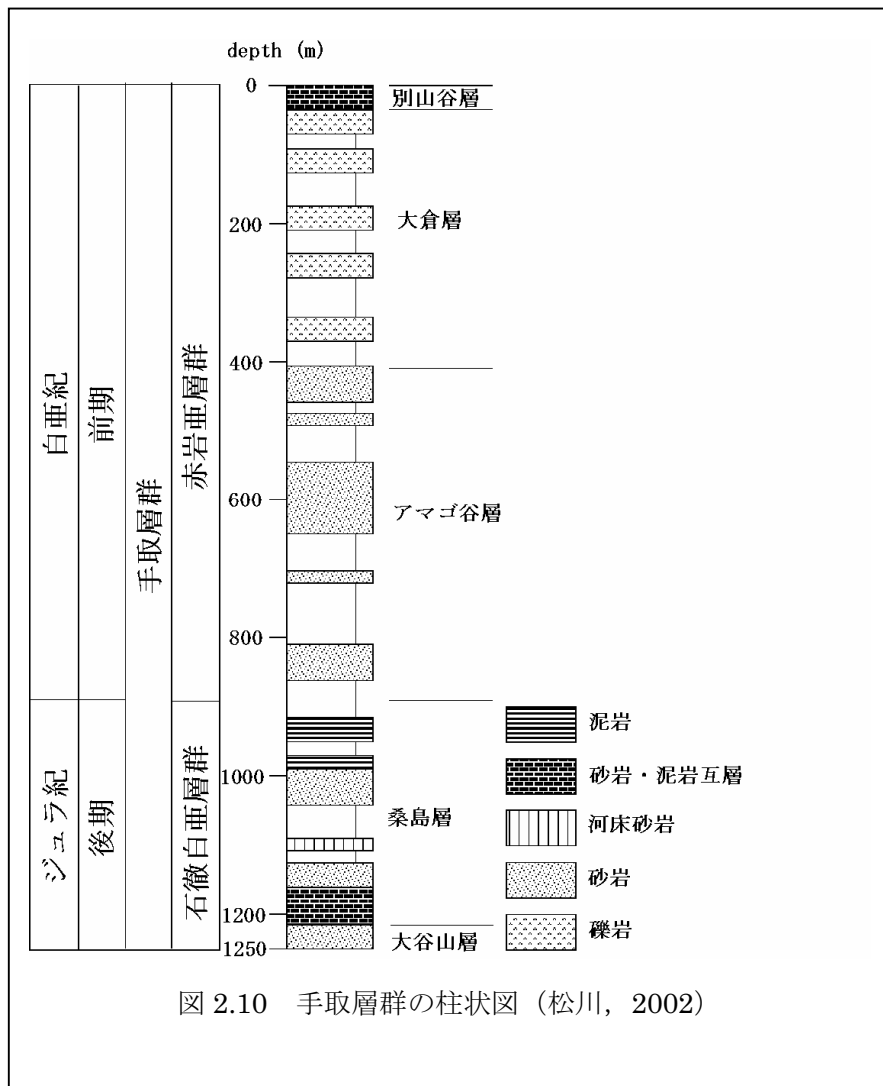 depth (m)
0
別山谷層
200
大倉層
400
600
アマゴ谷層
800
1000
桑島層
1200
大谷山層
1250
白亜紀
前期
手取層群
赤岩亜層群
ジュラ紀
後期
石徹白亜層群
泥岩
砂岩・泥岩互層
河床砂岩
砂岩
礫岩
図 2.10 手取層群の柱状図（松川，2002）